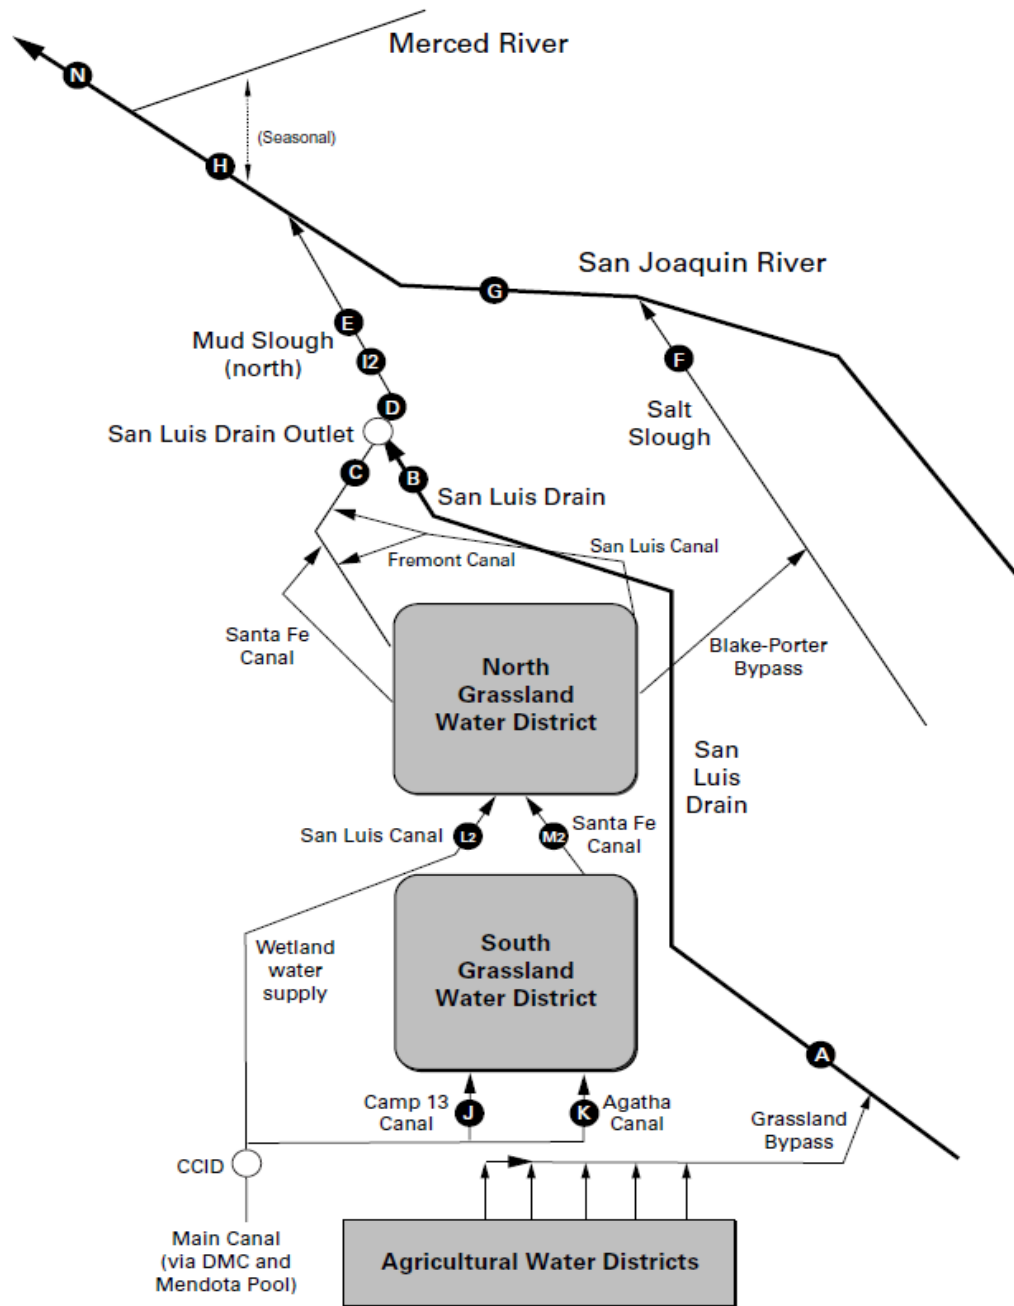 Merced River
N
(Seasonal)
H
San Joaquin River
G
E
Mud Slough
(north)
I2
F
D
Salt
Slough
San Luis Drain Outlet
C
B
San Luis Drain
Fremont Canal
San Luis Canal
Santa Fe
Canal
Blake-Porter
Bypass
North
Grassland
Water District
San
Luis
Drain
San Luis Canal
L2
M2
Santa Fe
Canal
Wetland
water
supply
South
Grassland
Water District
A
Camp 13
Canal
J
K
Agatha
Canal
Grassland
Bypass
CCID
Main Canal
(via DMC and
Mendota Pool)
Agricultural Water Districts